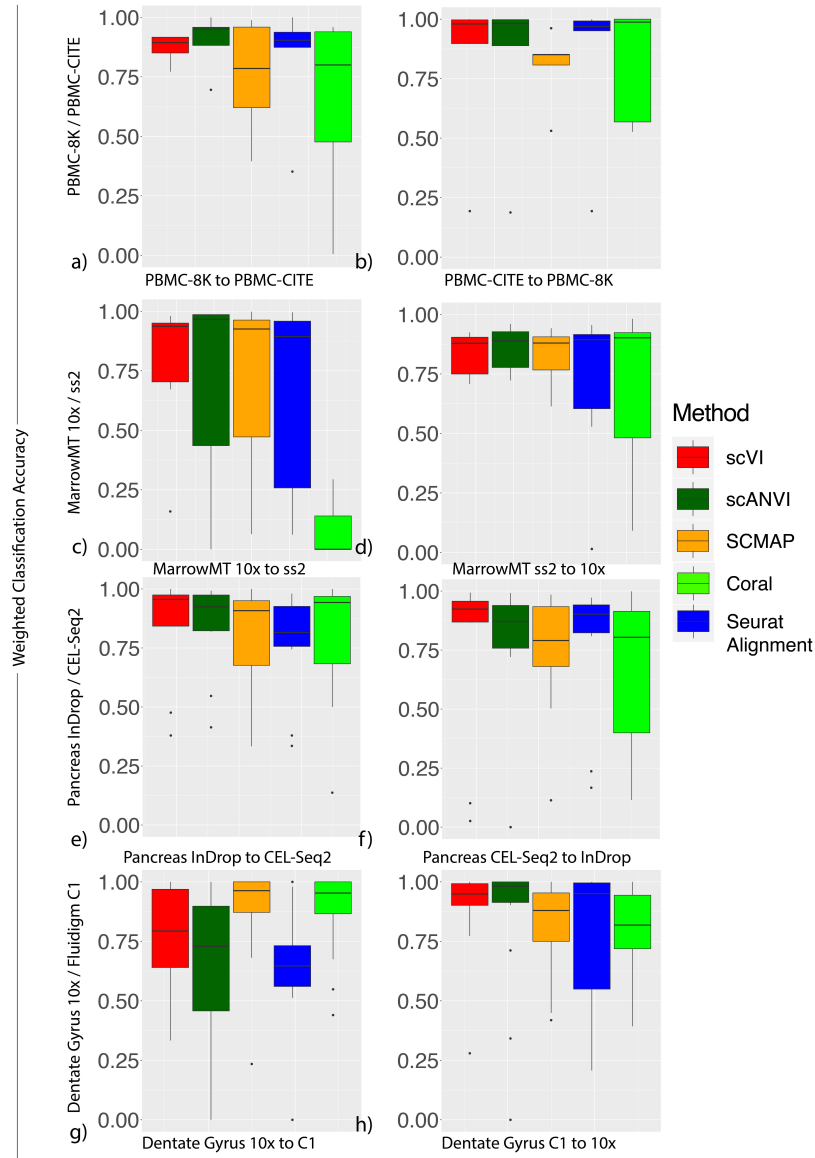 Weighted Classification Accuracy
PBMC-8K / PBMC-CITE
1.00
0.75
0.50
0.25
0.00
a)
PBMC-8K to PBMC-CITE
1.00
0.75
0.50
0.25
0.00
b)
PBMC-CITE to PBMC-8K
MarrowMT 10x / ss2
1.00
0.75
0.50
0.25
0.00
c)
MarrowMT 10x to ss2
1.00
0.75
0.50
0.25
0.00
d)
MarrowMT ss2 to 10x
Pancreas InDrop / CEL-Seq2
1.00
0.75
0.50
0.25
0.00
e)
Pancreas InDrop to CEL-Seq2
1.00
0.75
0.50
0.25
0.00
f)
Pancreas CEL-Seq2 to InDrop
Dentate Gyrus 10x / Fluidigm C1
1.00
0.75
0.50
0.25
0.00
g)
Dentate Gyrus 10x to C1
1.00
0.75
0.50
0.25
0.00
h)
Dentate Gyrus C1 to 10x
Method
scVI
scANVI
SCMAP
Coral
Seurat
Alignment